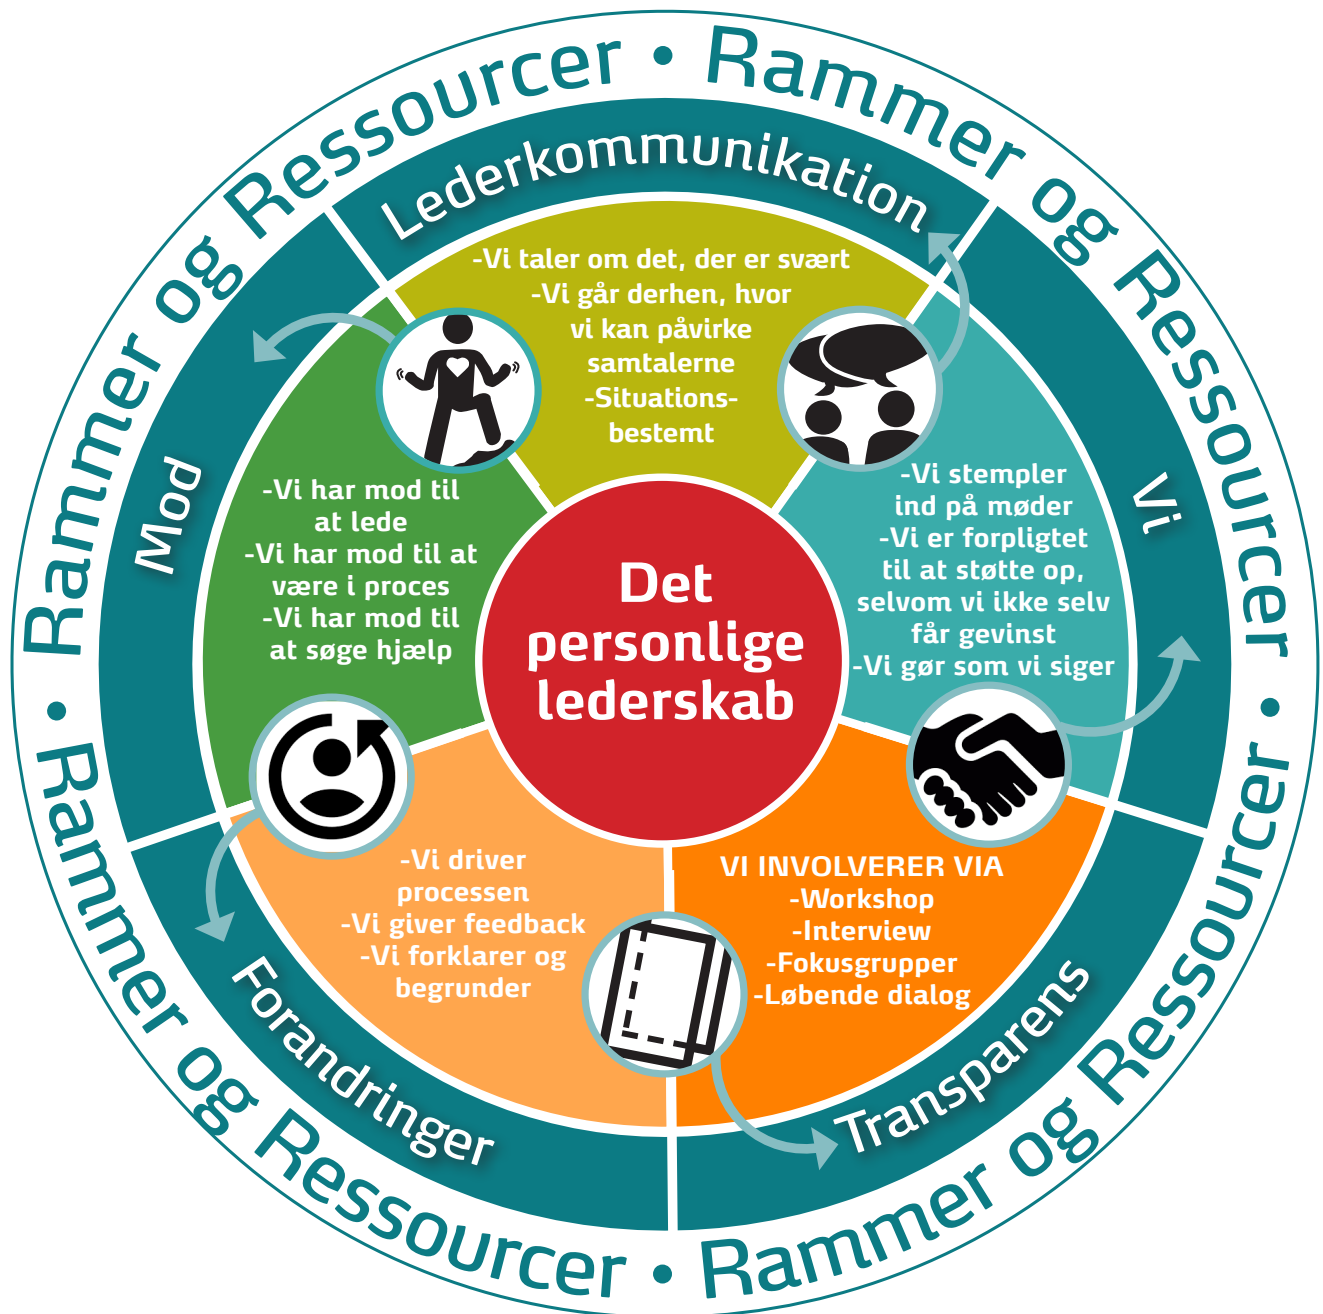 Rammer og Ressourcer • Rammer og Ressourcer • Rammer og Ressourcer • Rammer og Ressourcer •
Lederkommunikation
-Vi taler om det, der er svært
-Vi går derhen, hvor
vi kan påvirke
samtalerne
-Situations-
bestemt
Vi
-Vi stempler
ind på møder
-Vi er forpligtet
til at støtte op,
selvom vi ikke selv
får gevinst
-Vi gør som vi siger
Transparens
VI INVOLVERER VIA
-Workshop
-Interview
-Fokusgrupper
-Løbende dialog
Forandringer
-Vi driver
processen
-Vi giver feedback
-Vi forklarer og
begrunder
Mod
-Vi har mod til
at lede
-Vi har mod til at
være i proces
-Vi har mod til
at søge hjælp
Det
personlige
lederskab